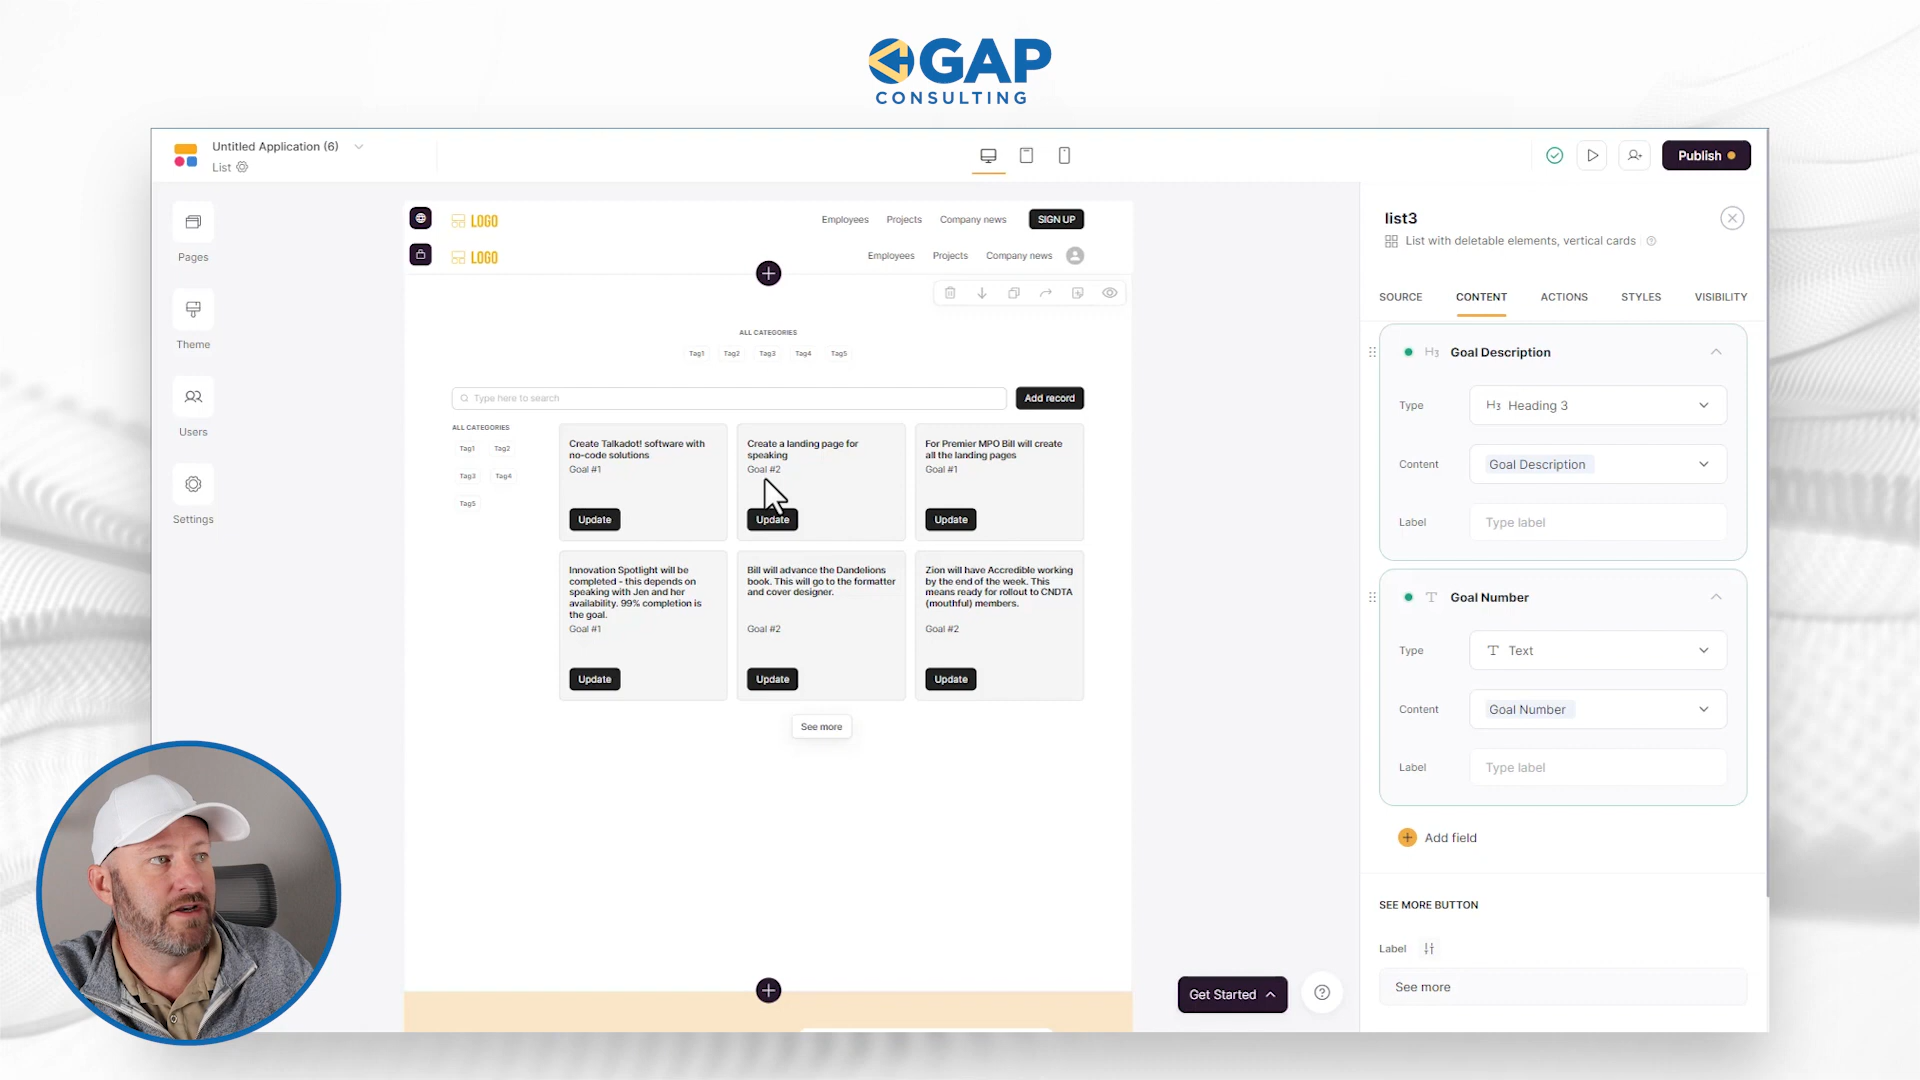 GAP
CONSULTING
Untitled Application (6)
List
Publish
Pages
Theme
Users
Settings
LOGO
Employees Projects Company news SIGN UP
LOGO
Employees Projects Company news
ALL CATEGORIES
Tag1 Tag2 Tag3 Tag4 Tag5
Type here to search
Add record
ALL CATEGORIES
Tag1 Tag2
Tag3 Tag4
Tag5
Create Talkadot! software with
no-code solutions
Goal #1
Update
Create a landing page for
speaking
Goal #2
Update
For Premier MPO Bill will create
all the landing pages
Goal #1
Update
Innovation Spotlight will be
completed - this depends on
speaking with Jen and her
availability. 99% completion is
the goal.
Goal #1
Update
Bill will advance the Dandelions
book. This will go to the formatter
and cover designer.
Goal #2
Update
Zion will have Accredible working
by the end of the week. This
means ready for rollout to CNDTA
(mouthful) members.
Goal #2
Update
See more
Get Started
list3
List with deletable elements, vertical cards
SOURCE CONTENT ACTIONS STYLES VISIBILITY
H3 Goal Description
Type H3 Heading 3
Content Goal Description
Label Type label
T Goal Number
Type T Text
Content Goal Number
Label Type label
Add field
SEE MORE BUTTON
Label
See more